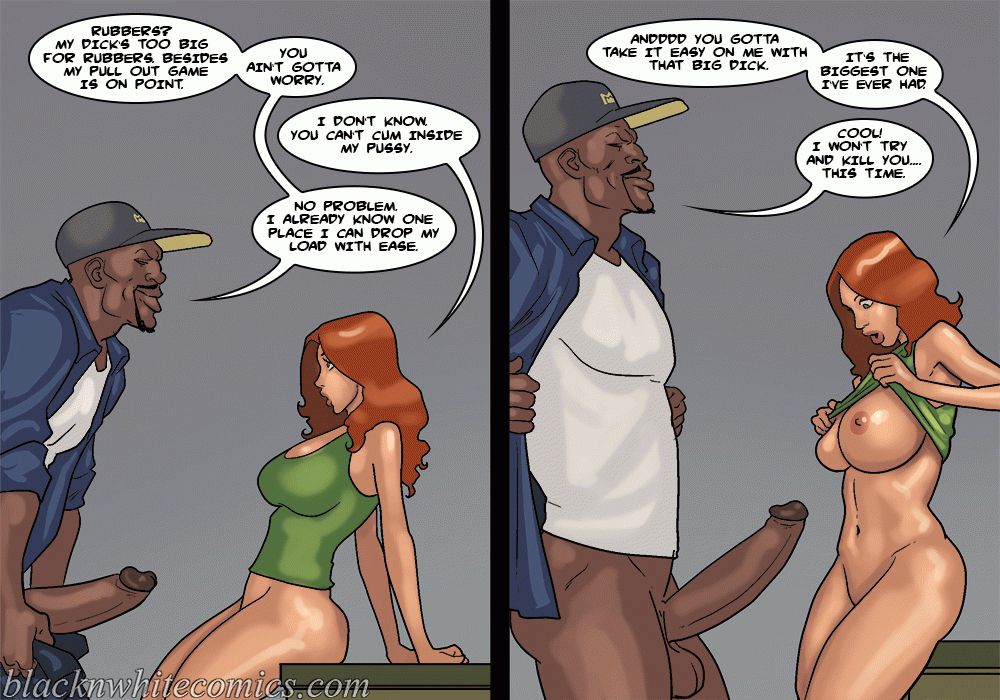 RUBBERS?
MY DICK'S TOO BIG
FOR RUBBERS. BESIDES
MY PULL OUT GAME
IS ON POINT.
YOU
AIN'T GOTTA
WORRY.
I DON'T KNOW.
YOU CAN'T CUM INSIDE
MY PUSSY.
NO PROBLEM.
I ALREADY KNOW ONE
PLACE I CAN DROP MY
LOAD WITH EASE.
ANDDDD YOU GOTTA
TAKE IT EASY ON ME WITH
THAT BIG DICK.
IT'S THE
BIGGEST ONE
I'VE EVER HAD.
COOL!
I WON'T TRY
AND KILL YOU....
THIS TIME.
blacknwhitecomics.com